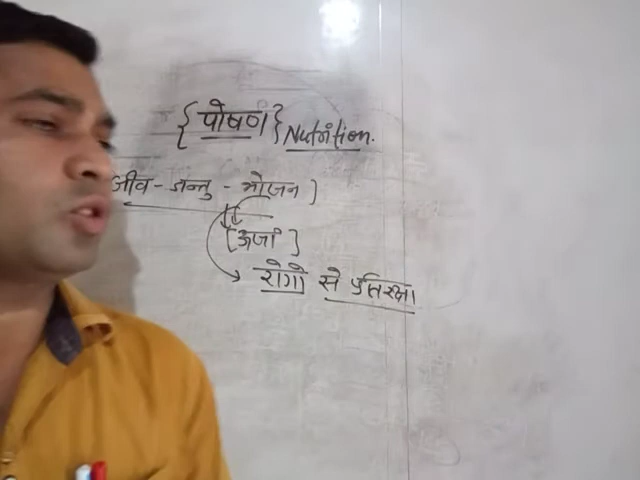 {पोषण} Nutrition.
जीव - जन्तु - भोजन]
[ऊर्जा]
रोगो से प्रतिरक्षा